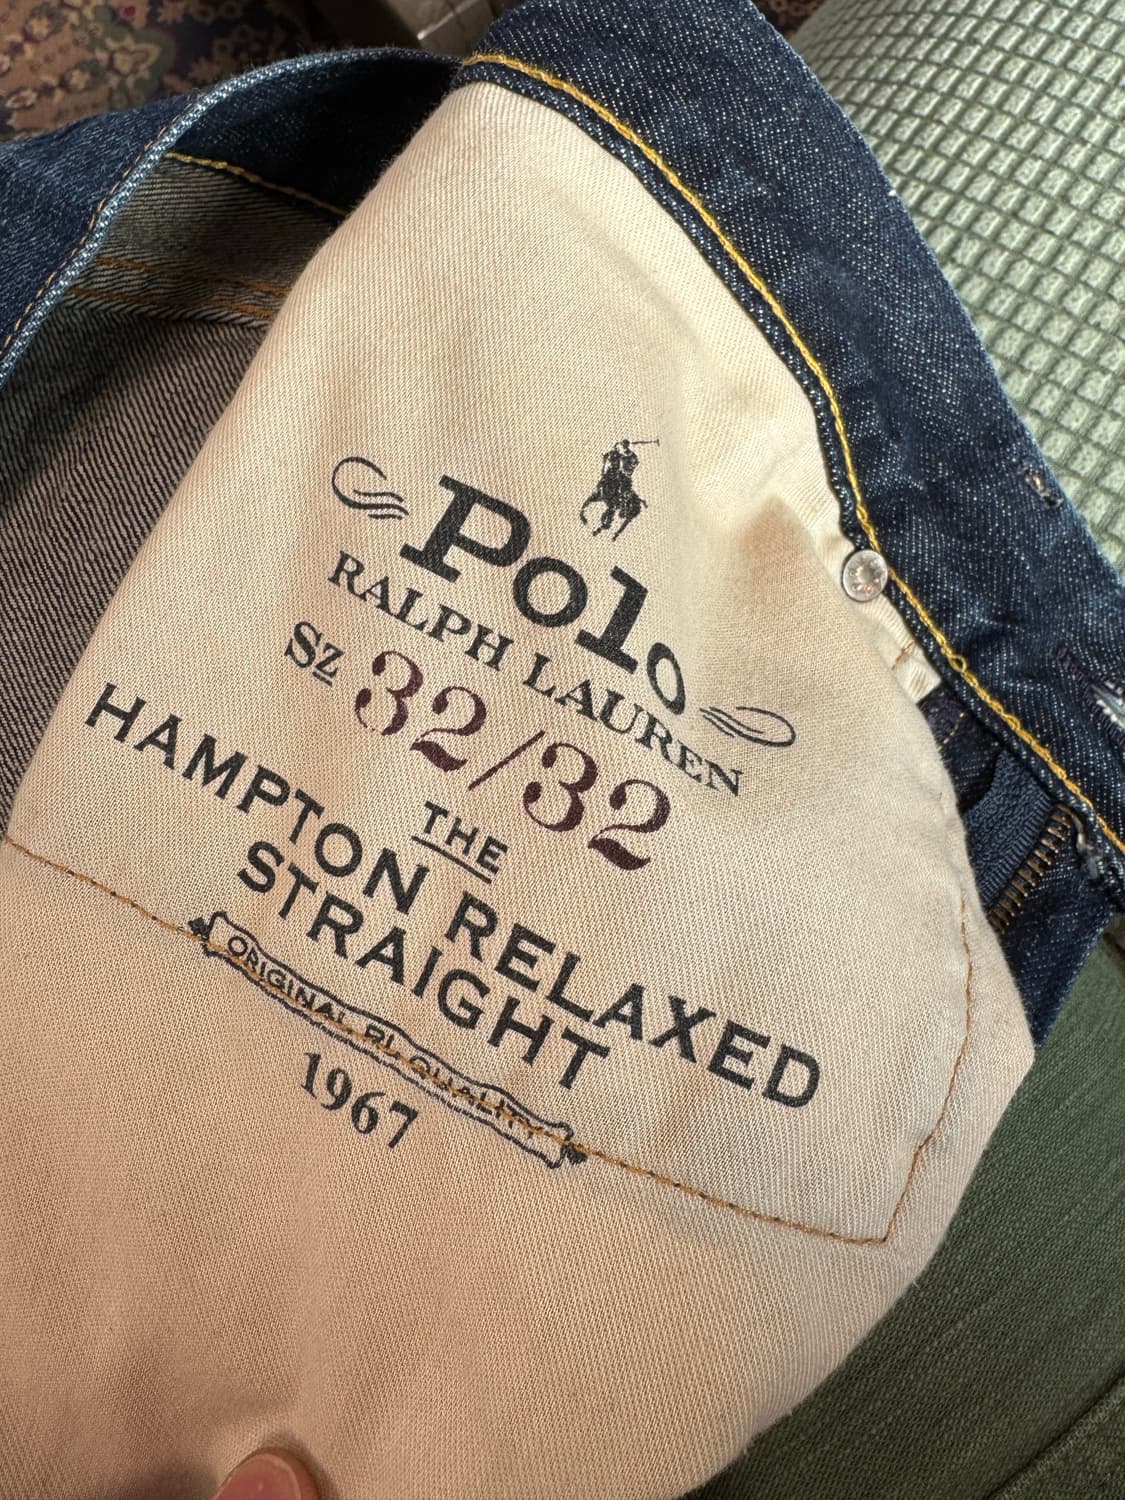 Polo
RALPH LAUREN
Sz 32/32
THE
HAMPTON RELAXED
STRAIGHT
ORIGINAL RL QUALITY
1967